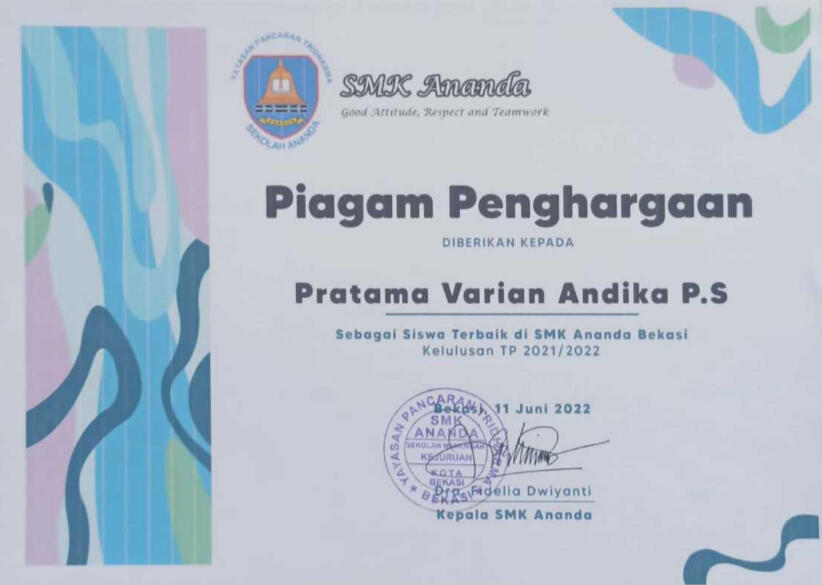 YAYASAN PANCARAN TRIDHARMA
SEKOLAH ANANDA
SMK Ananda
Good Attitude, Respect and Teamwork
Piagam Penghargaan
DIBERIKAN KEPADA
Pratama Varian Andika P.S
Sebagai Siswa Terbaik di SMK Ananda Bekasi
Kelulusan TP 2021/2022
Bekasi, 11 Juni 2022
YAYASAN PANCARAN TRIDHARMA
SMK
ANANDA
SEKOLAH MENENGAH
KEJURUAN
KOTA
BEKASI
★ BEKASI ★
Dra. Fidelia Dwiyanti
Kepala SMK Ananda